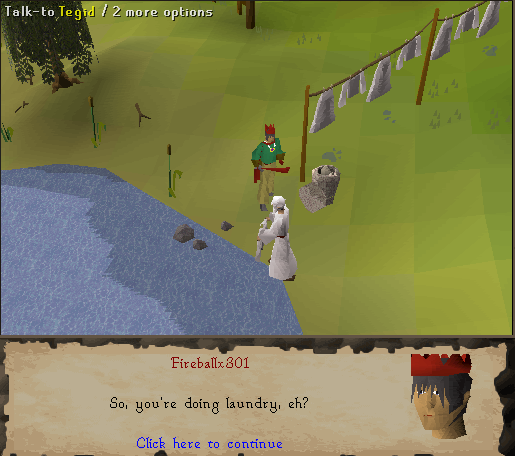 Talk-to Tegid / 2 more options
Fireballx301
So, you're doing laundry, eh?
Click here to continue